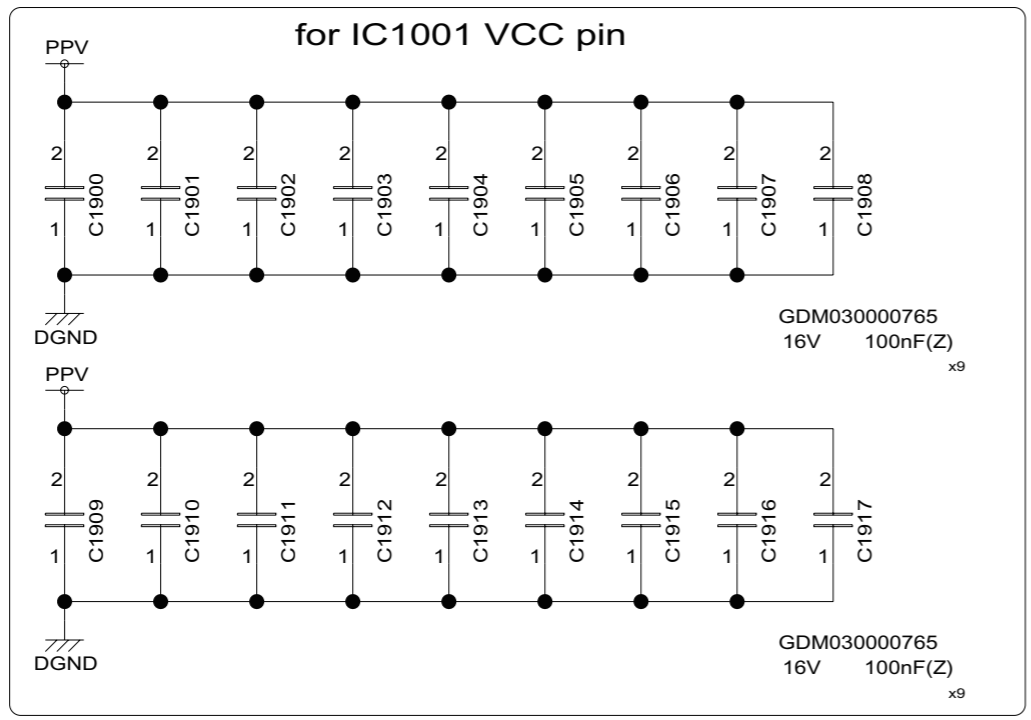 for IC1001 VCC pin
PPV
2 2 2 2 2 2 2 2 2
C1900 C1901 C1902 C1903 C1904 C1905 C1906 C1907 C1908
1 1 1 1 1 1 1 1 1
DGND
GDM030000765
16V 100nF(Z)
x9
PPV
2 2 2 2 2 2 2 2 2
C1909 C1910 C1911 C1912 C1913 C1914 C1915 C1916 C1917
1 1 1 1 1 1 1 1 1
DGND
GDM030000765
16V 100nF(Z)
x9